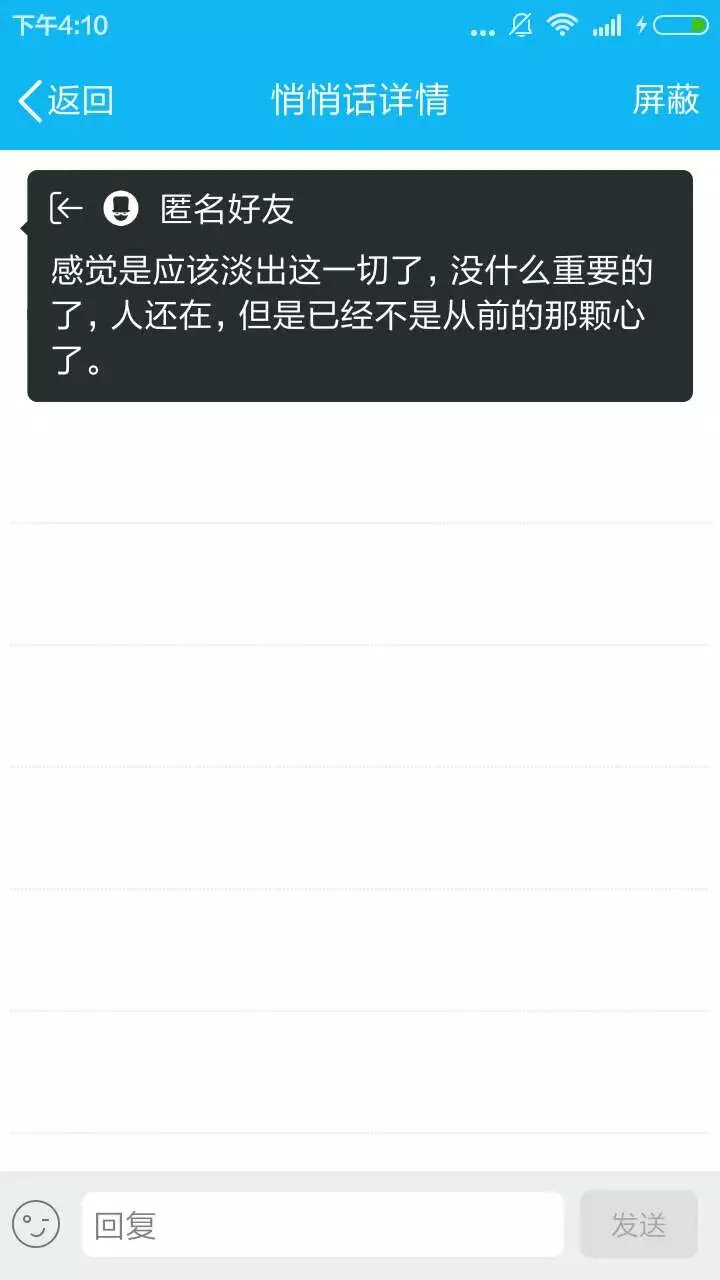 下午4:10
返回 悄悄话详情 屏蔽
匿名好友
感觉是应该淡出这一切了,没什么重要的
了,人还在,但是已经不是从前的那颗心
了。
回复 发送